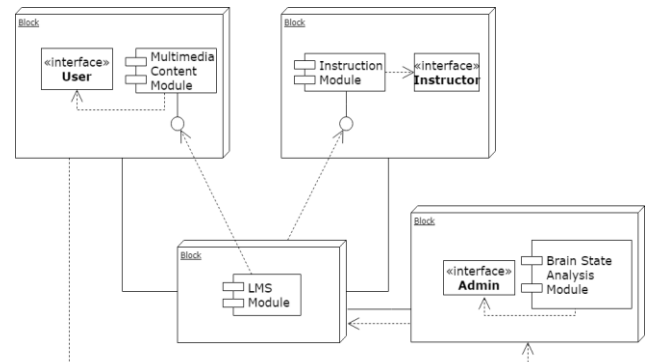 Block
«interface»
User
Multimedia
Content
Module
Block
Instruction
Module
«interface»
Instructor
Block
LMS
Module
Block
«interface»
Admin
Brain State
Analysis
Module